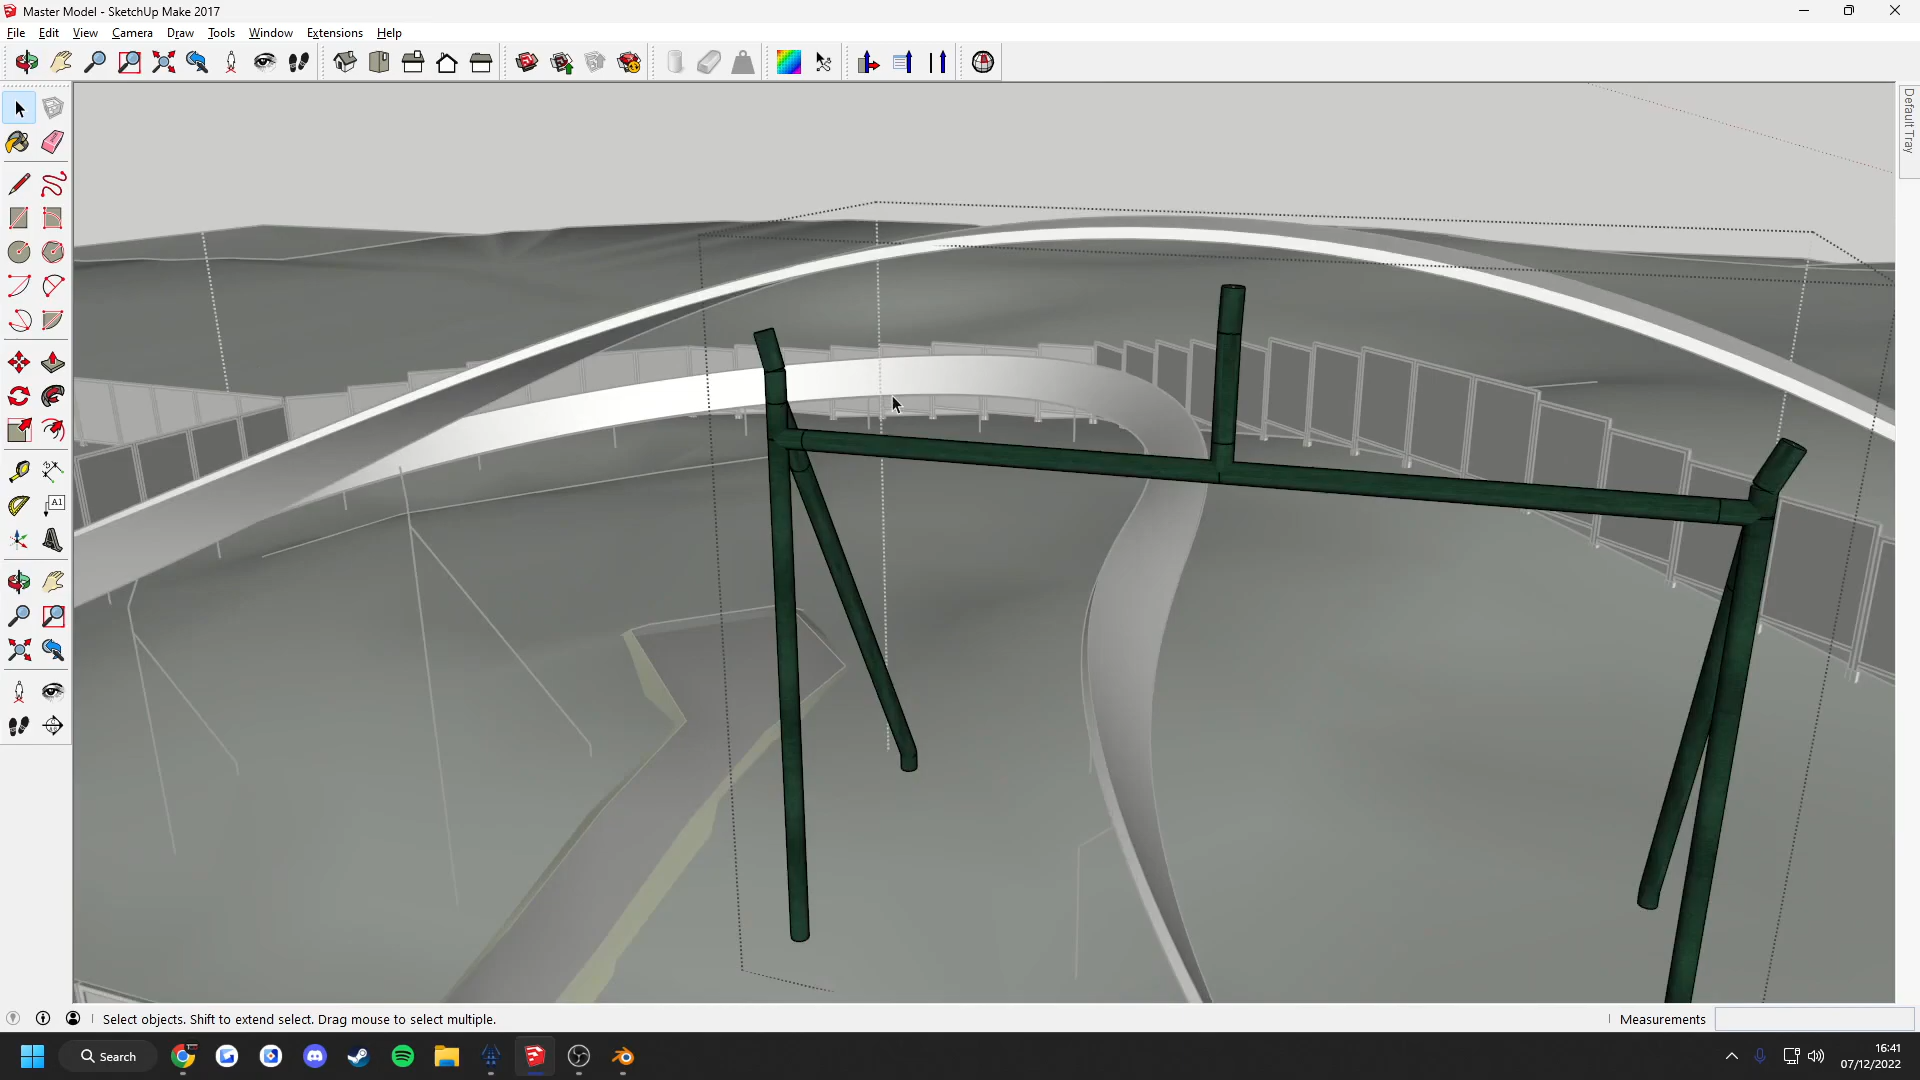 Master Model - SketchUp Make 2017
File Edit View Camera Draw Tools Window Extensions Help
Default Tray
A1
Select objects. Shift to extend select. Drag mouse to select multiple.
Measurements
Search
16:41
07/12/2022